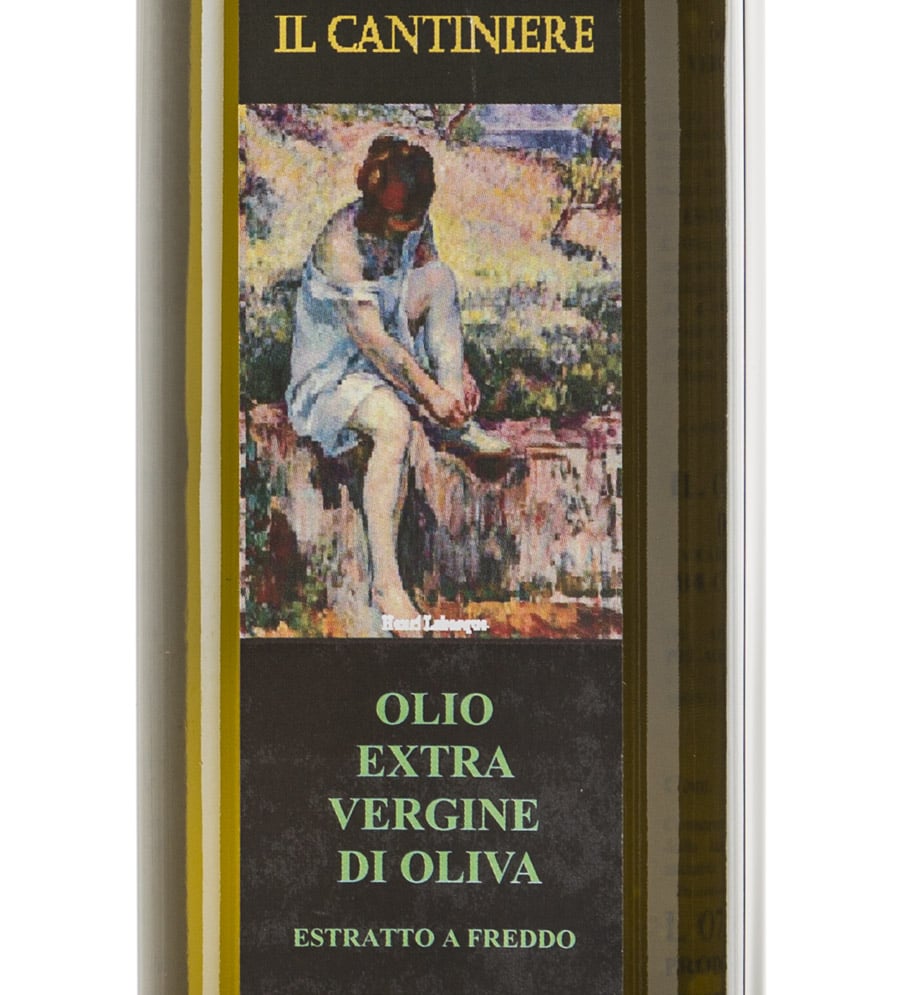 IL CANTINIERE
Henri Lebasque
OLIO
EXTRA
VERGINE
DI OLIVA
ESTRATTO A FREDDO